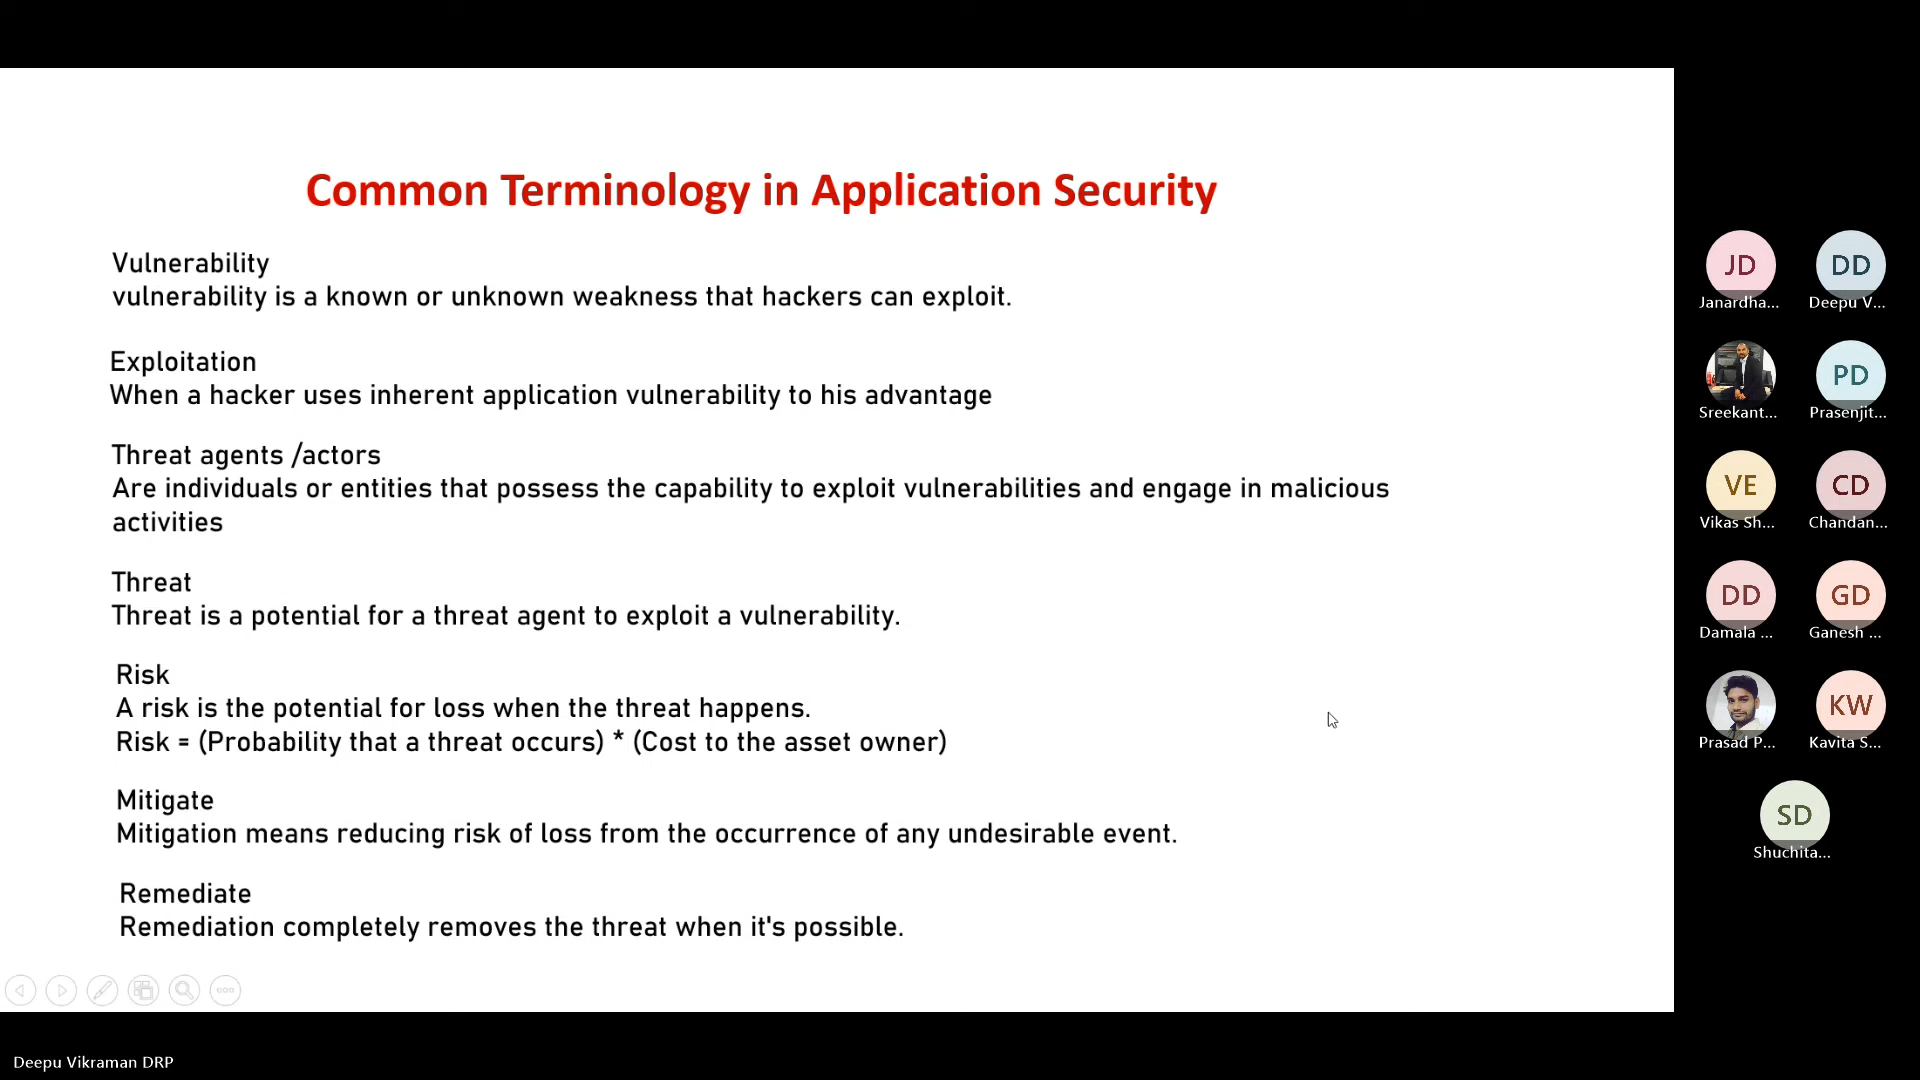 Common Terminology in Application Security
Vulnerability
vulnerability is a known or unknown weakness that hackers can exploit.
Exploitation
When a hacker uses inherent application vulnerability to his advantage
Threat agents /actors
Are individuals or entities that possess the capability to exploit vulnerabilities and engage in malicious
activities
Threat
Threat is a potential for a threat agent to exploit a vulnerability.
Risk
A risk is the potential for loss when the threat happens.
Risk = (Probability that a threat occurs) * (Cost to the asset owner)
Mitigate
Mitigation means reducing risk of loss from the occurrence of any undesirable event.
Remediate
Remediation completely removes the threat when it's possible.
JD
Janardha...
DD
Deepu V...
Sreekant...
PD
Prasenjit...
VE
Vikas Sh...
CD
Chandan...
DD
Damala ...
GD
Ganesh ...
Prasad P...
KW
Kavita S...
SD
Shuchita...
Deepu Vikraman DRP